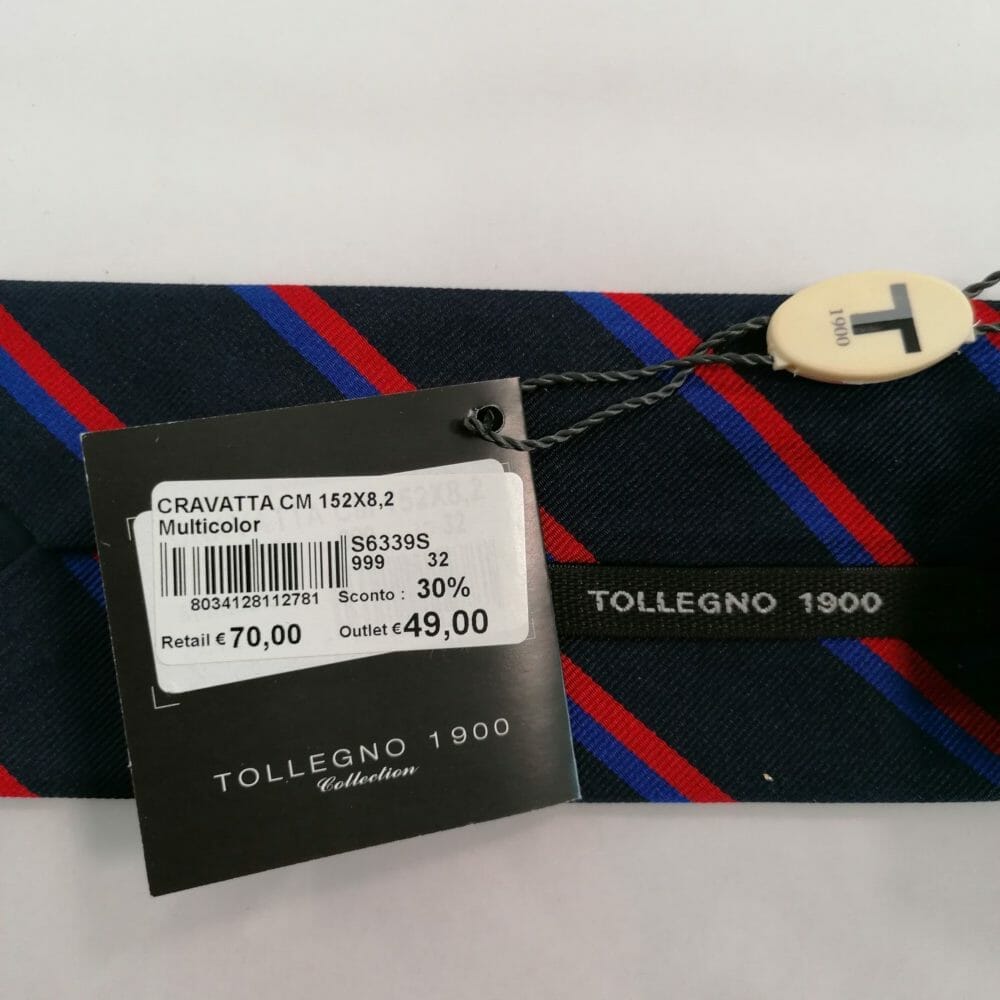 T
1900
CRAVATTA CM 152X8,2
Multicolor
S6339S
999 32
8034128112781 Sconto : 30%
Retail € 70,00 Outlet € 49,00
TOLLEGNO 1900
TOLLEGNO 1900
Collection